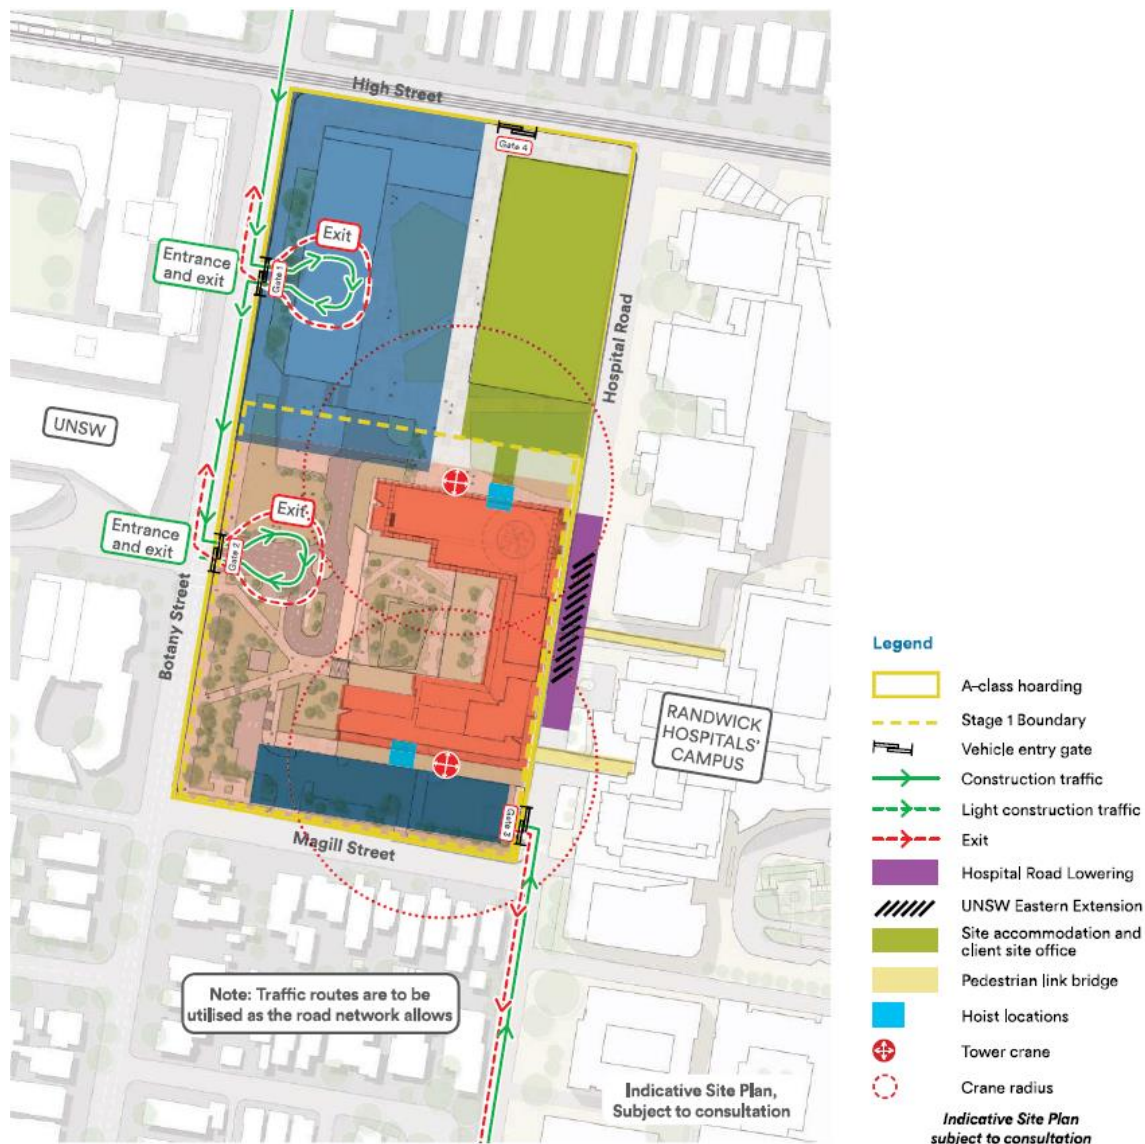 High Street
Gate 4
Exit
Entrance
and exit
Gate 1
Hospital Road
UNSW
Exit
Entrance
and exit
Gate 2
Botany Street
RANDWICK
HOSPITALS'
CAMPUS
Gate 3
Magill Street
Note: Traffic routes are to be
utilised as the road network allows
Indicative Site Plan,
Subject to consultation
Legend
A-class hoarding
Stage 1 Boundary
Vehicle entry gate
Construction traffic
Light construction traffic
Exit
Hospital Road Lowering
UNSW Eastern Extension
Site accommodation and
client site office
Pedestrian link bridge
Hoist locations
Tower crane
Crane radius
Indicative Site Plan
subject to consultation